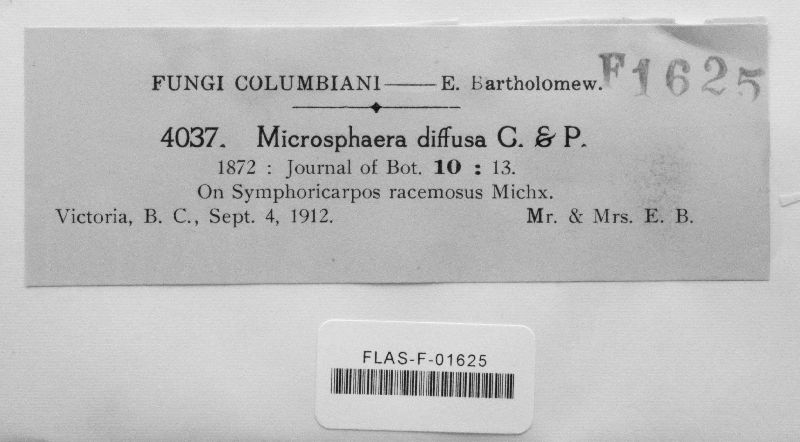 FUNGI COLUMBIANI—— E. Bartholomew. F1625
4037. Microsphaera diffusa C. & P.
1872 : Journal of Bot. 10 : 13.
On Symphoricarpos racemosus Michx.
Victoria, B. C., Sept. 4, 1912. Mr. & Mrs. E. B.
FLAS-F-01625